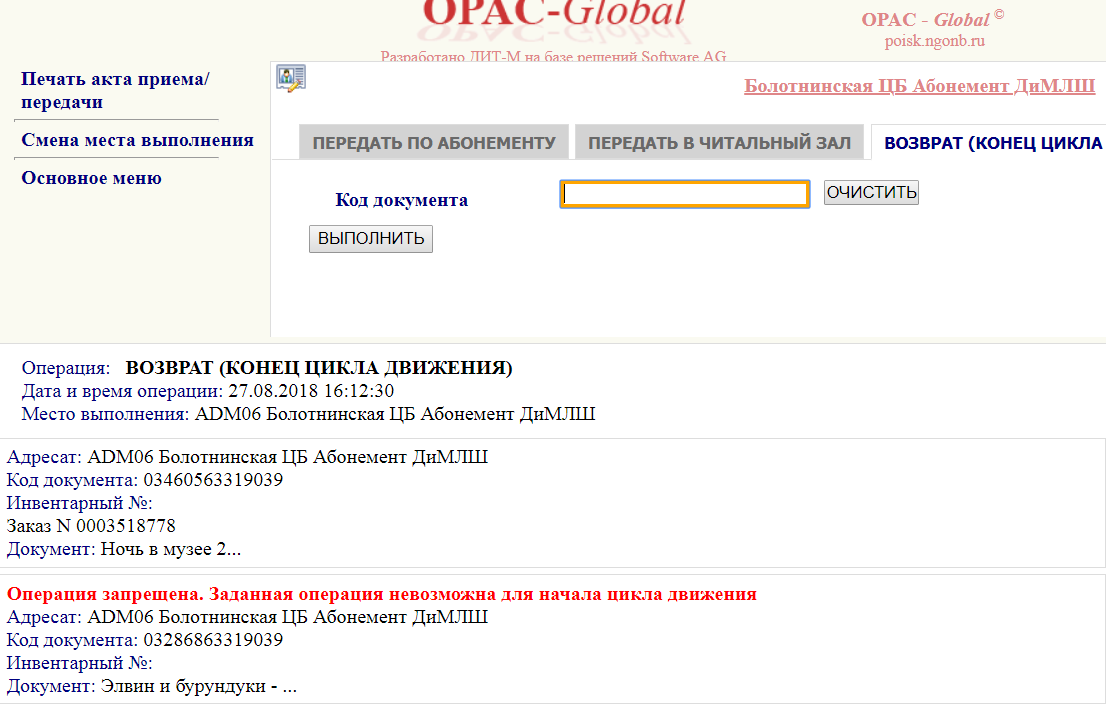 OPAC-Global
Разработано ДИТ-М на базе решений Software AG
OPAC - Global ©
poisk.ngonb.ru
Печать акта приема/
передачи
Смена места выполнения
Основное меню
Болотнинская ЦБ Абонемент ДиМЛШ
ПЕРЕДАТЬ ПО АБОНЕМЕНТУ
ПЕРЕДАТЬ В ЧИТАЛЬНЫЙ ЗАЛ
ВОЗВРАТ (КОНЕЦ ЦИКЛА
Код документа
ОЧИСТИТЬ
ВЫПОЛНИТЬ
Операция: ВОЗВРАТ (КОНЕЦ ЦИКЛА ДВИЖЕНИЯ)
Дата и время операции: 27.08.2018 16:12:30
Место выполнения: ADM06 Болотнинская ЦБ Абонемент ДиМЛШ
Адресат: ADM06 Болотнинская ЦБ Абонемент ДиМЛШ
Код документа: 03460563319039
Инвентарный №:
Заказ N 0003518778
Документ: Ночь в музее 2...
Операция запрещена. Заданная операция невозможна для начала цикла движения
Адресат: ADM06 Болотнинская ЦБ Абонемент ДиМЛШ
Код документа: 03286863319039
Инвентарный №:
Документ: Элвин и бурундуки - ...